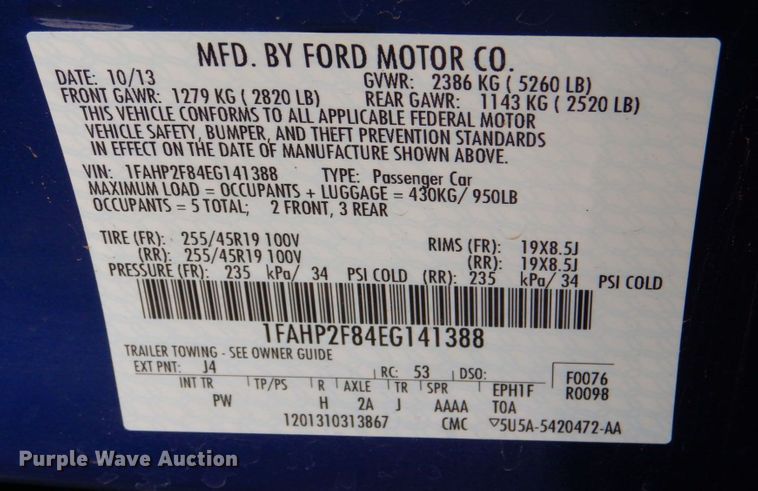 MFD. BY FORD MOTOR CO.
DATE: 10/13 GVWR: 2386 KG ( 5260 LB)
FRONT GAWR: 1279 KG ( 2820 LB) REAR GAWR: 1143 KG ( 2520 LB)
THIS VEHICLE CONFORMS TO ALL APPLICABLE FEDERAL MOTOR
VEHICLE SAFETY, BUMPER, AND THEFT PREVENTION STANDARDS
IN EFFECT ON THE DATE OF MANUFACTURE SHOWN ABOVE.
VIN: 1FAHP2F84EG141388 TYPE: Passenger Car
MAXIMUM LOAD = OCCUPANTS + LUGGAGE = 430KG/ 950LB
OCCUPANTS = 5 TOTAL; 2 FRONT, 3 REAR
TIRE (FR): 255/45R19 100V RIMS (FR): 19X8.5J
(RR): 255/45R19 100V (RR): 19X8.5J
PRESSURE (FR): 235 kPa/ 34 PSI COLD (RR): 235 kPa/ 34 PSI COLD
1FAHP2F84EG141388
TRAILER TOWING - SEE OWNER GUIDE
EXT PNT: J4 RC: 53 DSO: F0076
INT TR TP/PS R AXLE TR SPR EPH1F R0098
PW H 2A J AAAA T0A
1201310313867 CMC ▽5U5A-5420472-AA
Purple Wave Auction